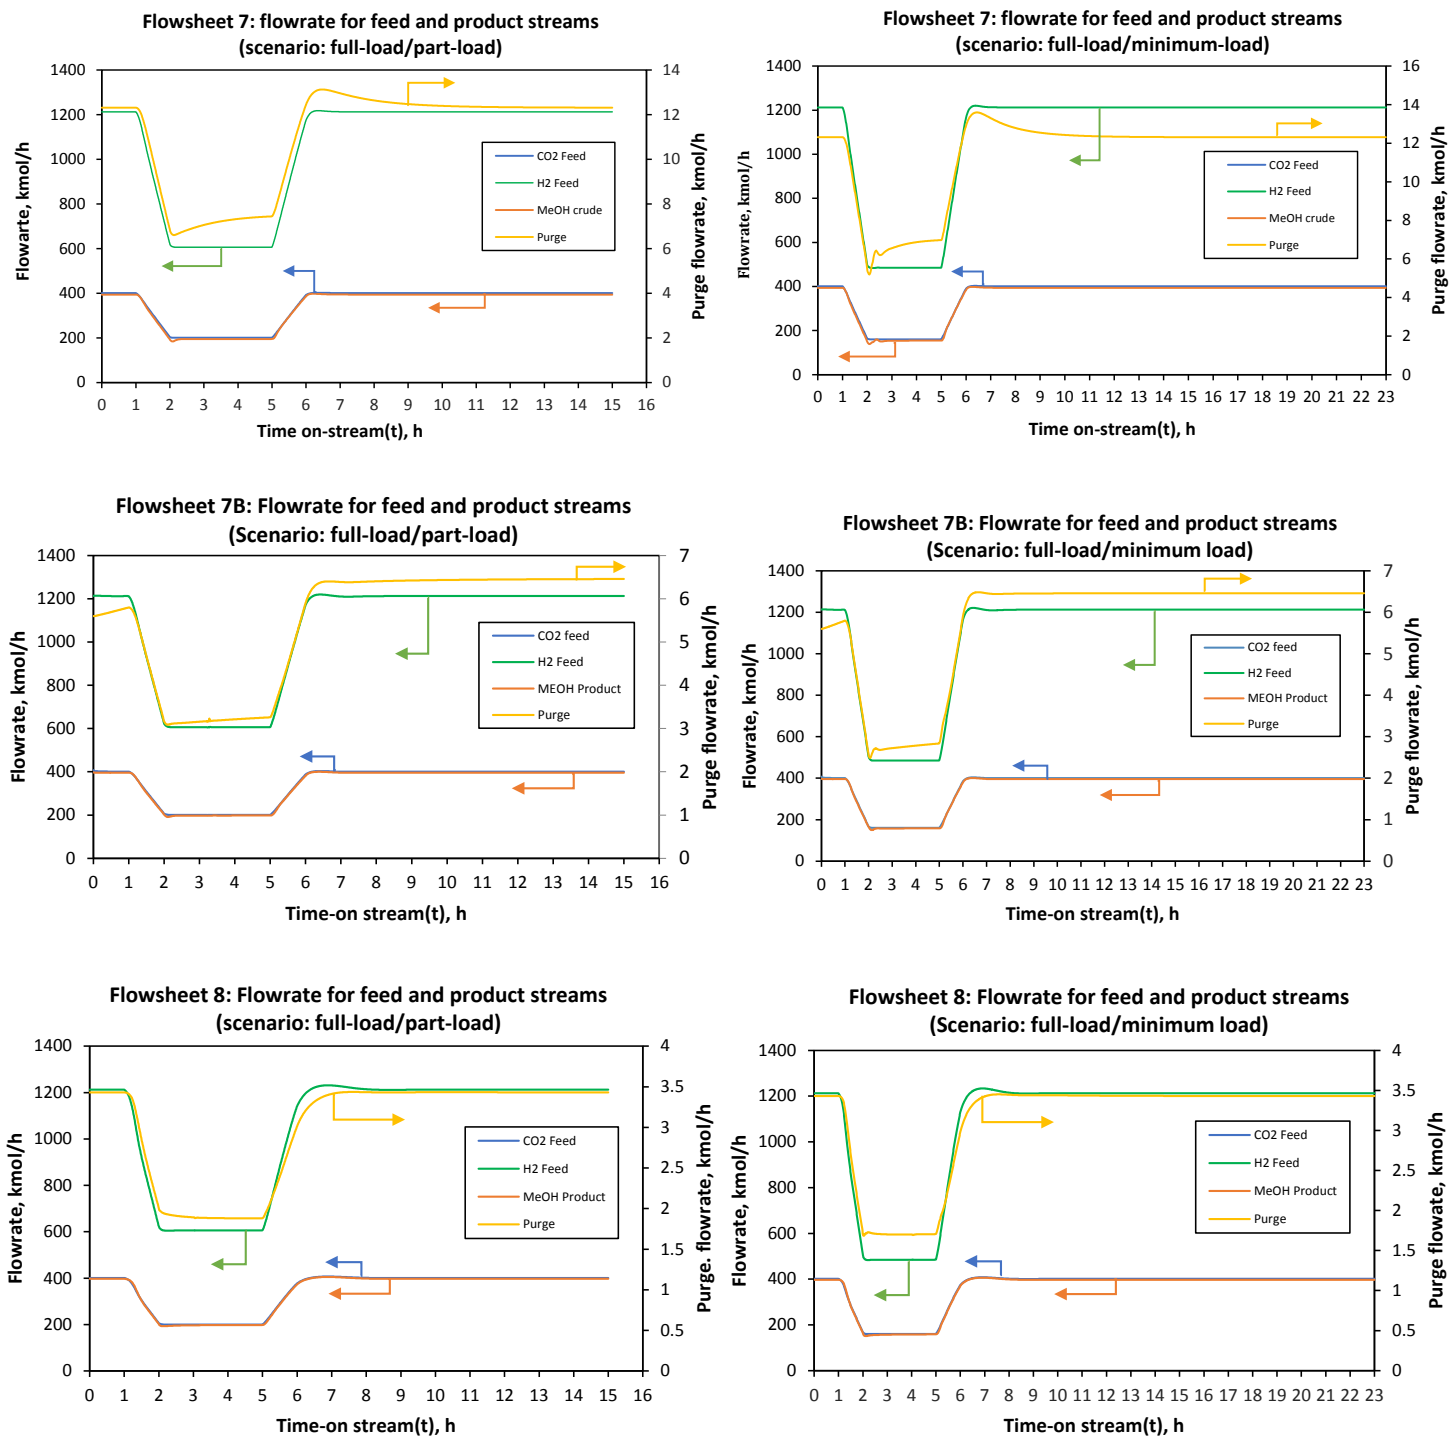 Flowsheet 7: flowrate for feed and product streams
(scenario: full-load/part-load)
1400
1200
1000
800
600
400
200
0
Flowarte, kmol/h
14
12
10
8
6
4
2
0
Purge flowrate, kmol/h
CO2 Feed
H2 Feed
MeOH crude
Purge
0 1 2 3 4 5 6 7 8 9 10 11 12 13 14 15 16
Time on-stream(t), h
Flowsheet 7: flowrate for feed and product streams
(scenario: full-load/minimum-load)
1400
1200
1000
800
600
400
200
0
Flowrate, kmol/h
16
14
12
10
8
6
4
2
0
Purge flowrate, kmol/h
CO2 Feed
H2 Feed
MeOH crude
Purge
0 1 2 3 4 5 6 7 8 9 10 11 12 13 14 15 16 17 18 19 20 21 22 23
Time on-stream(t), h
Flowsheet 7B: Flowrate for feed and product streams
(Scenario: full-load/part-load)
1400
1200
1000
800
600
400
200
0
Flowrate, kmol/h
7
6
5
4
3
2
1
0
Purge flowrate, kmol/h
CO2 feed
H2 Feed
MEOH Product
Purge
0 1 2 3 4 5 6 7 8 9 10 11 12 13 14 15 16
Time-on stream(t), h
Flowsheet 7B: Flowrate for feed and product streams
(Scenario: full-load/minimum load)
1400
1200
1000
800
600
400
200
0
Flowrate, kmol/h
7
6
5
4
3
2
1
0
Purge flowrate, kmol/h
CO2 feed
H2 Feed
MEOH Product
Purge
0 1 2 3 4 5 6 7 8 9 10 11 12 13 14 15 16 17 18 19 20 21 22 23
Time-on stream(t), h
Flowsheet 8: Flowrate for feed and product streams
(scenario: full-load/part-load)
1400
1200
1000
800
600
400
200
0
Flowrate, kmol/h
4
3.5
3
2.5
2
1.5
1
0.5
0
Purge. flowrate, kmol/h
CO2 Feed
H2 Feed
MeOH Product
Purge
0 1 2 3 4 5 6 7 8 9 10 11 12 13 14 15 16
Time-on stream(t), h
Flowsheet 8: Flowrate for feed and product streams
(Scenario: full-load/minimum load)
1400
1200
1000
800
600
400
200
0
Flowrate, kmol/h
4
3.5
3
2.5
2
1.5
1
0.5
0
Purge flowate, kmol/h
CO2 Feed
H2 Feed
MeOH Product
Purge
0 1 2 3 4 5 6 7 8 9 10 11 12 13 14 15 16 17 18 19 20 21 22 23
Time-on stream(t), h